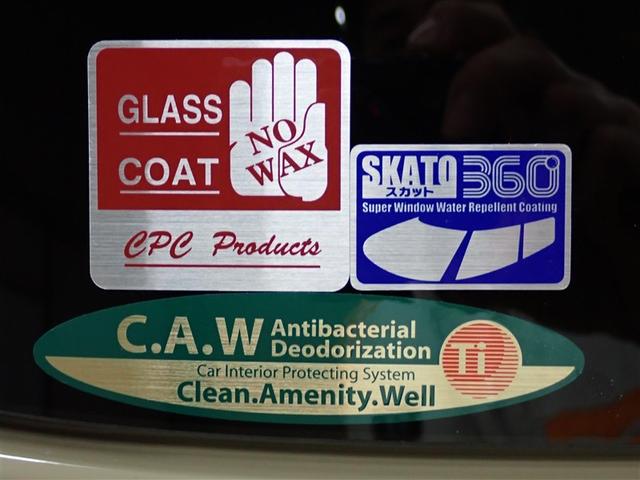 GLASS
COAT
NO
WAX
CPC Products
SKATO 360°
スカット
Super Window Water Repellent Coating
C.A.W Antibacterial
Deodorization
Ti
Car Interior Protecting System
Clean.Amenity.Well